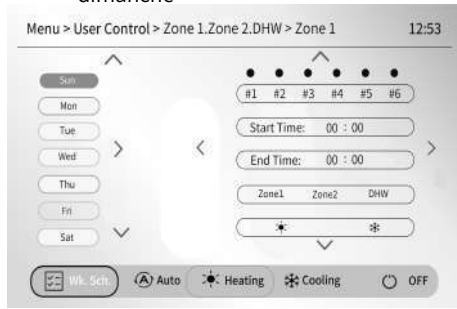 dimanche
Menu > User Control > Zone 1.Zone 2.DHW > Zone 1 12:53
Sun
Mon
Tue
Wed
Thu
Fri
Sat
#1 #2 #3 #4 #5 #6
Start Time: 00 : 00
End Time: 00 : 00
Zone1 Zone2 DHW
Wk. Sch. Auto Heating Cooling OFF